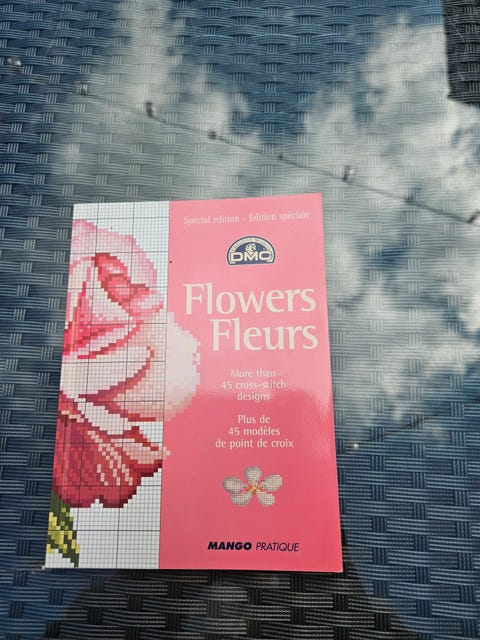 Special edition - Édition spéciale
DMC
Flowers
Fleurs
More than
45 cross-stitch
designs
Plus de
45 modèles
de point de croix
MANGO PRATIQUE